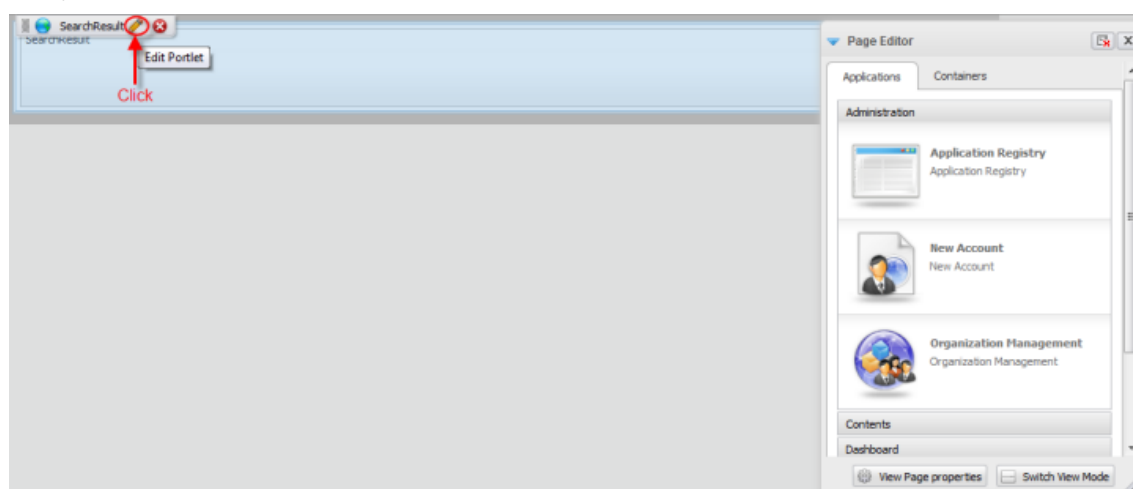 SearchResult
SearchResult
Edit Portlet
Click
Page Editor
Applications Containers
Administration
Application Registry
Application Registry
New Account
New Account
Organization Management
Organization Management
Contents
Dashboard
View Page properties Switch View Mode